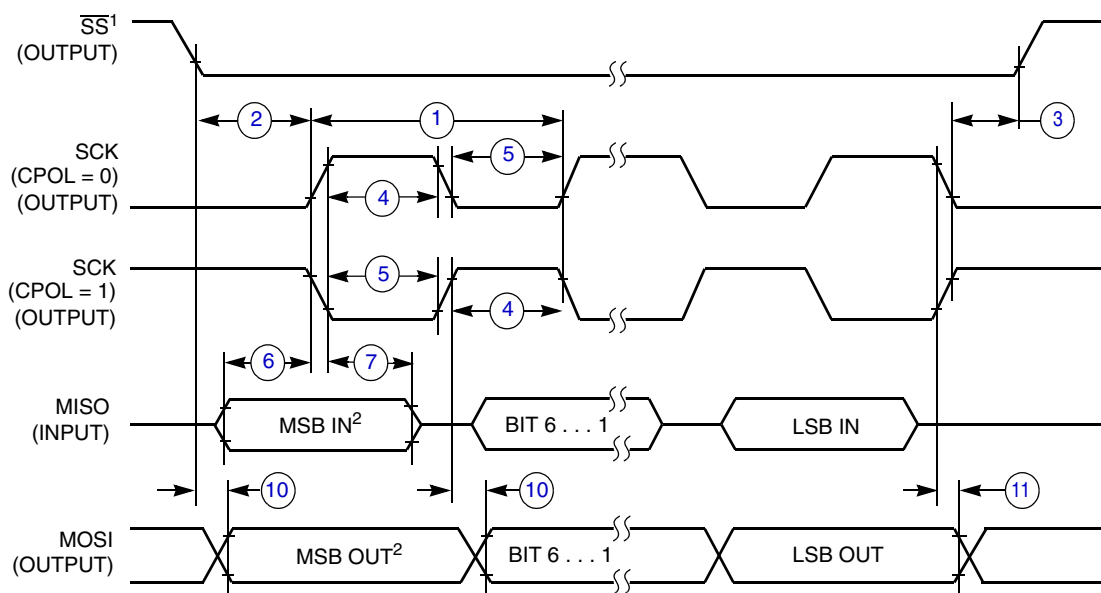 SS¹
(OUTPUT)
2
1
3
SCK
(CPOL = 0)
(OUTPUT)
5
4
SCK
(CPOL = 1)
(OUTPUT)
5
4
6
7
MISO
(INPUT)
MSB IN²
BIT 6 . . . 1
LSB IN
10
10
11
MOSI
(OUTPUT)
MSB OUT²
BIT 6 . . . 1
LSB OUT